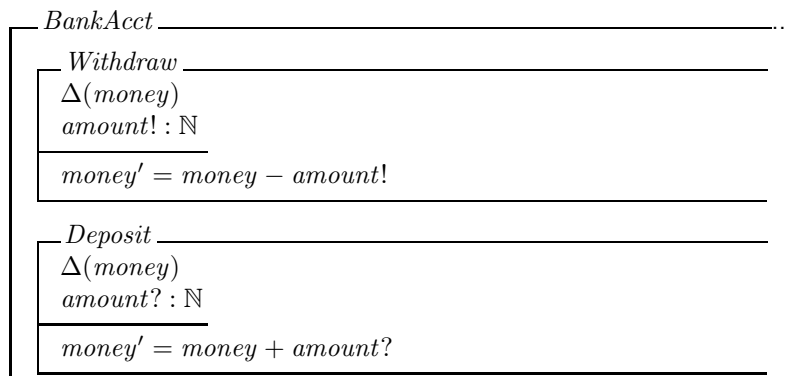 BankAcct
Withdraw
Δ(money)
amount! : ℕ
money′ = money − amount!
Deposit
Δ(money)
amount? : ℕ
money′ = money + amount?